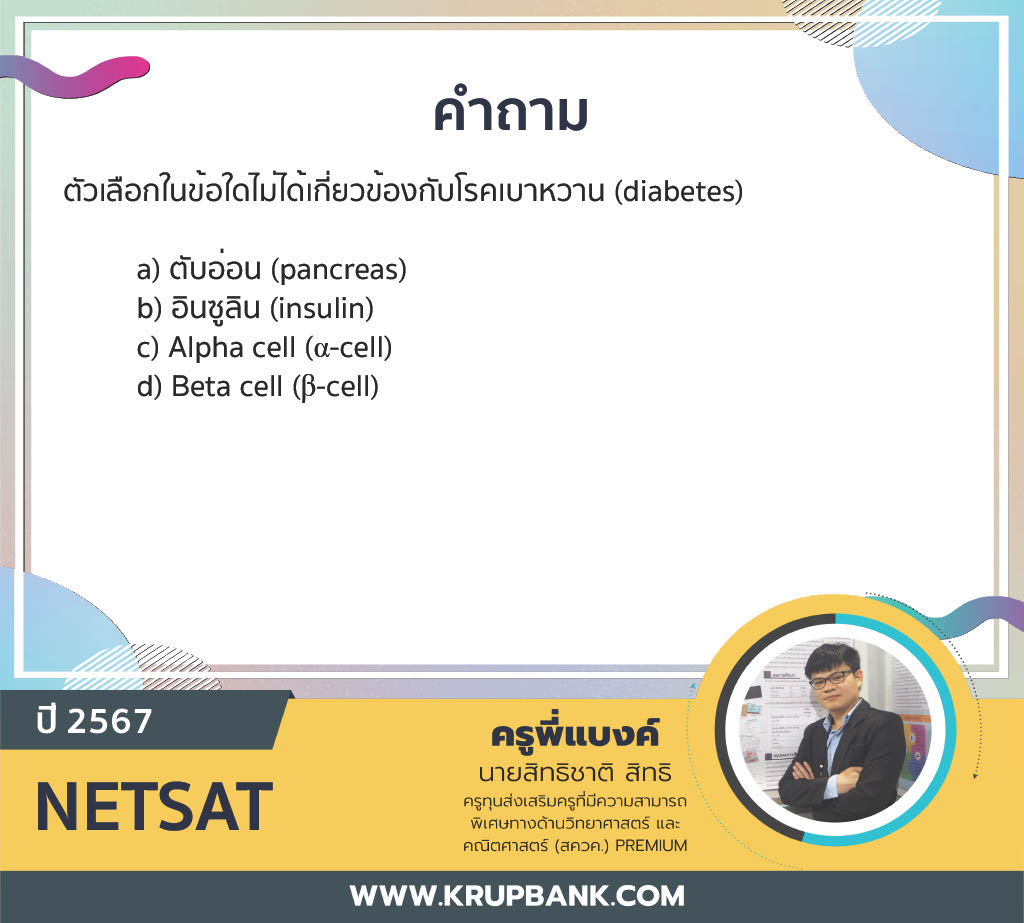 คำถาม
ตัวเลือกในข้อใดไม่ได้เกี่ยวข้องกับโรคเบาหวาน (diabetes)
a) ตับอ่อน (pancreas)
b) อินซูลิน (insulin)
c) Alpha cell (α-cell)
d) Beta cell (β-cell)
ปี 2567
NETSAT
ครูพี่แบงค์
นายสิทธิชาติ สิทธิ
ครูทุนส่งเสริมครูที่มีความสามารถ
พิเศษทางด้านวิทยาศาสตร์ และ
คณิตศาสตร์ (สควค.) PREMIUM
WWW.KRUPBANK.COM